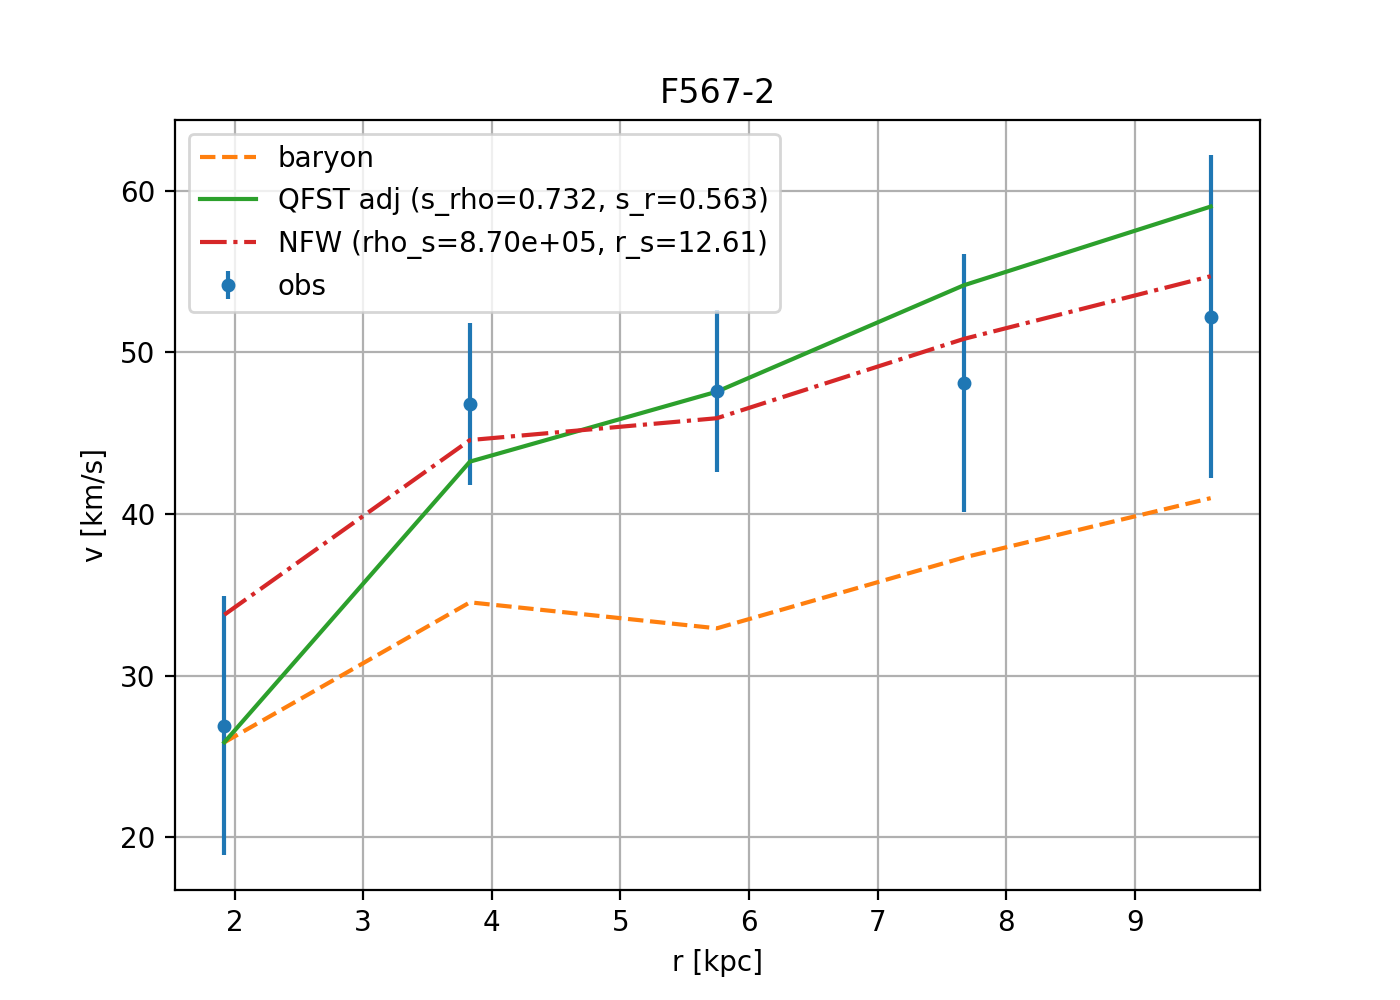 F567-2
baryon
QFST adj (s_rho=0.732, s_r=0.563)
NFW (rho_s=8.70e+05, r_s=12.61)
obs
60
50
40
30
20
v [km/s]
2 3 4 5 6 7 8 9
r [kpc]